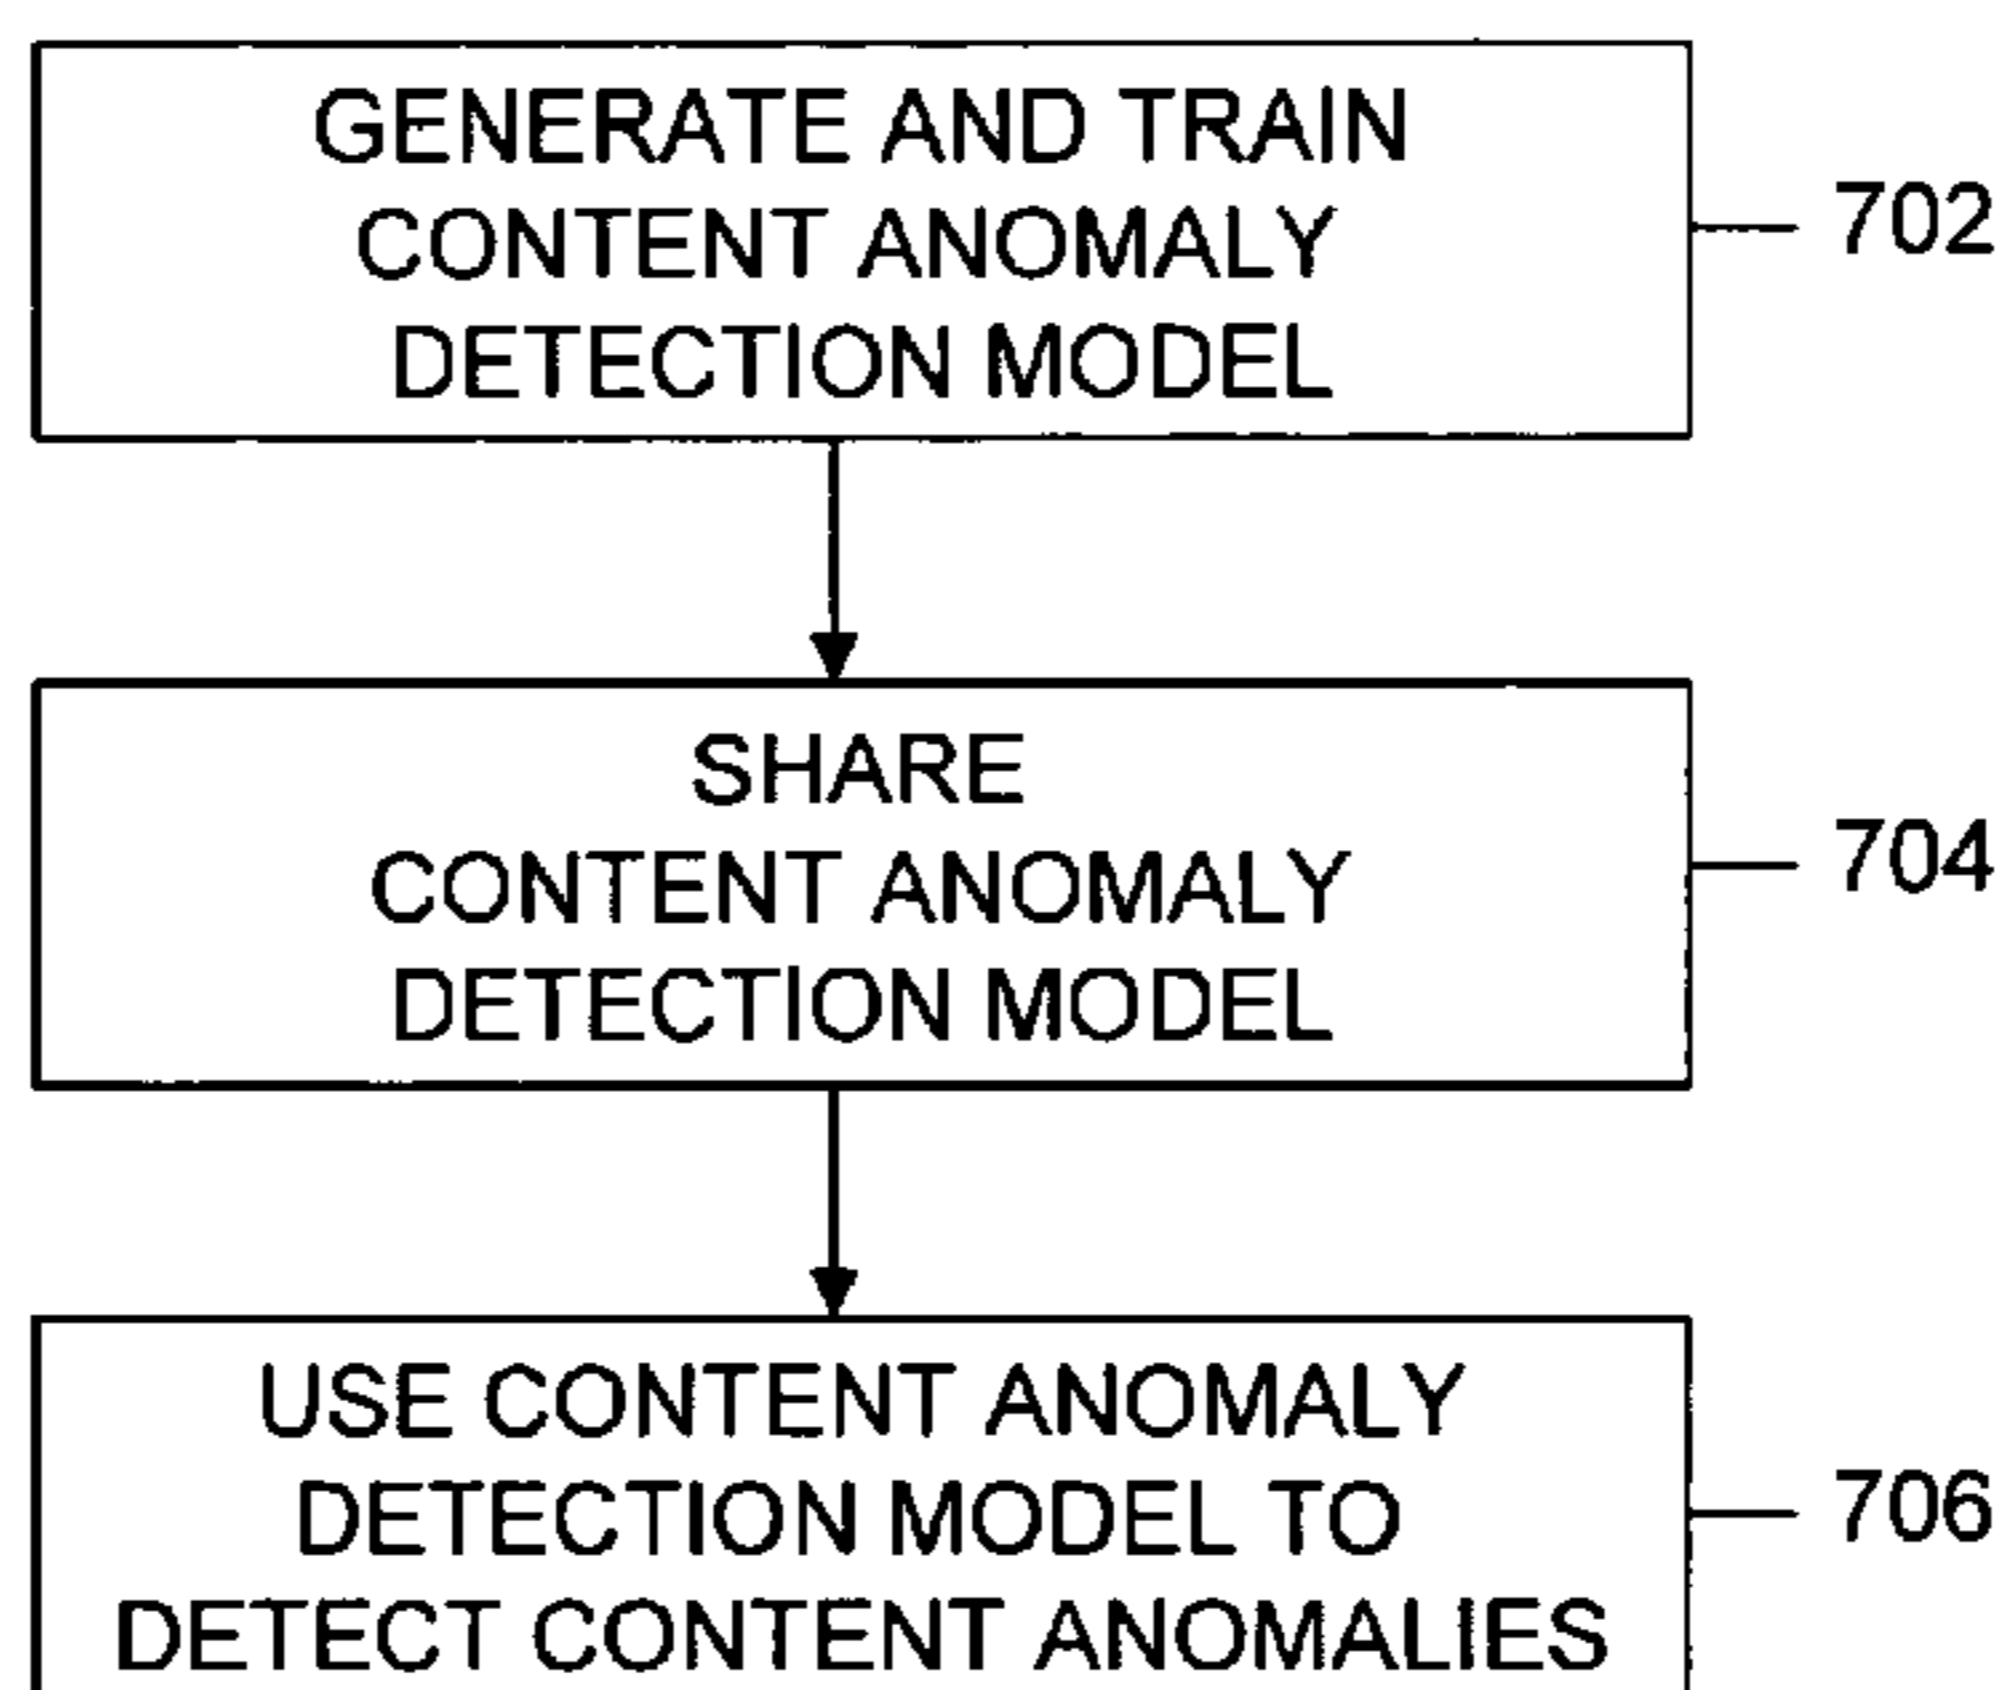 GENERATE AND TRAIN
CONTENT ANOMALY
DETECTION MODEL
702
SHARE
CONTENT ANOMALY
DETECTION MODEL
704
USE CONTENT ANOMALY
DETECTION MODEL TO
DETECT CONTENT ANOMALIES
706